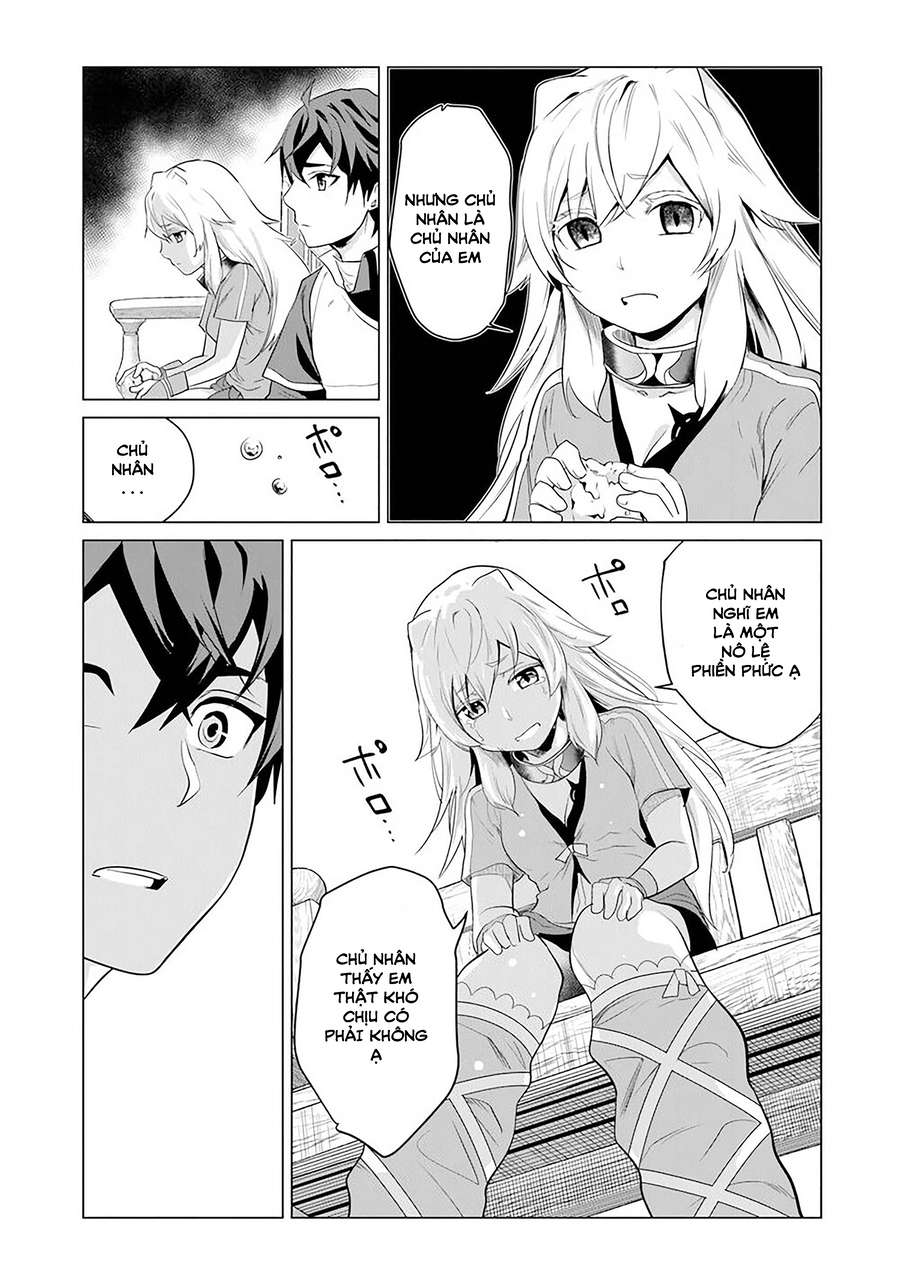 NHƯNG CHỦ
NHÂN LÀ
CHỦ NHÂN
CỦA EM
CHỦ
NHÂN
...
ポロ...
CHỦ NHÂN
NGHĨ EM
LÀ MỘT
NÔ LỆ
PHIỀN PHỨC Ạ
ポロ...
ポロ...
CHỦ NHÂN
THẤY EM
THẬT KHÓ
CHỊU CÓ
PHẢI KHÔNG
Ạ